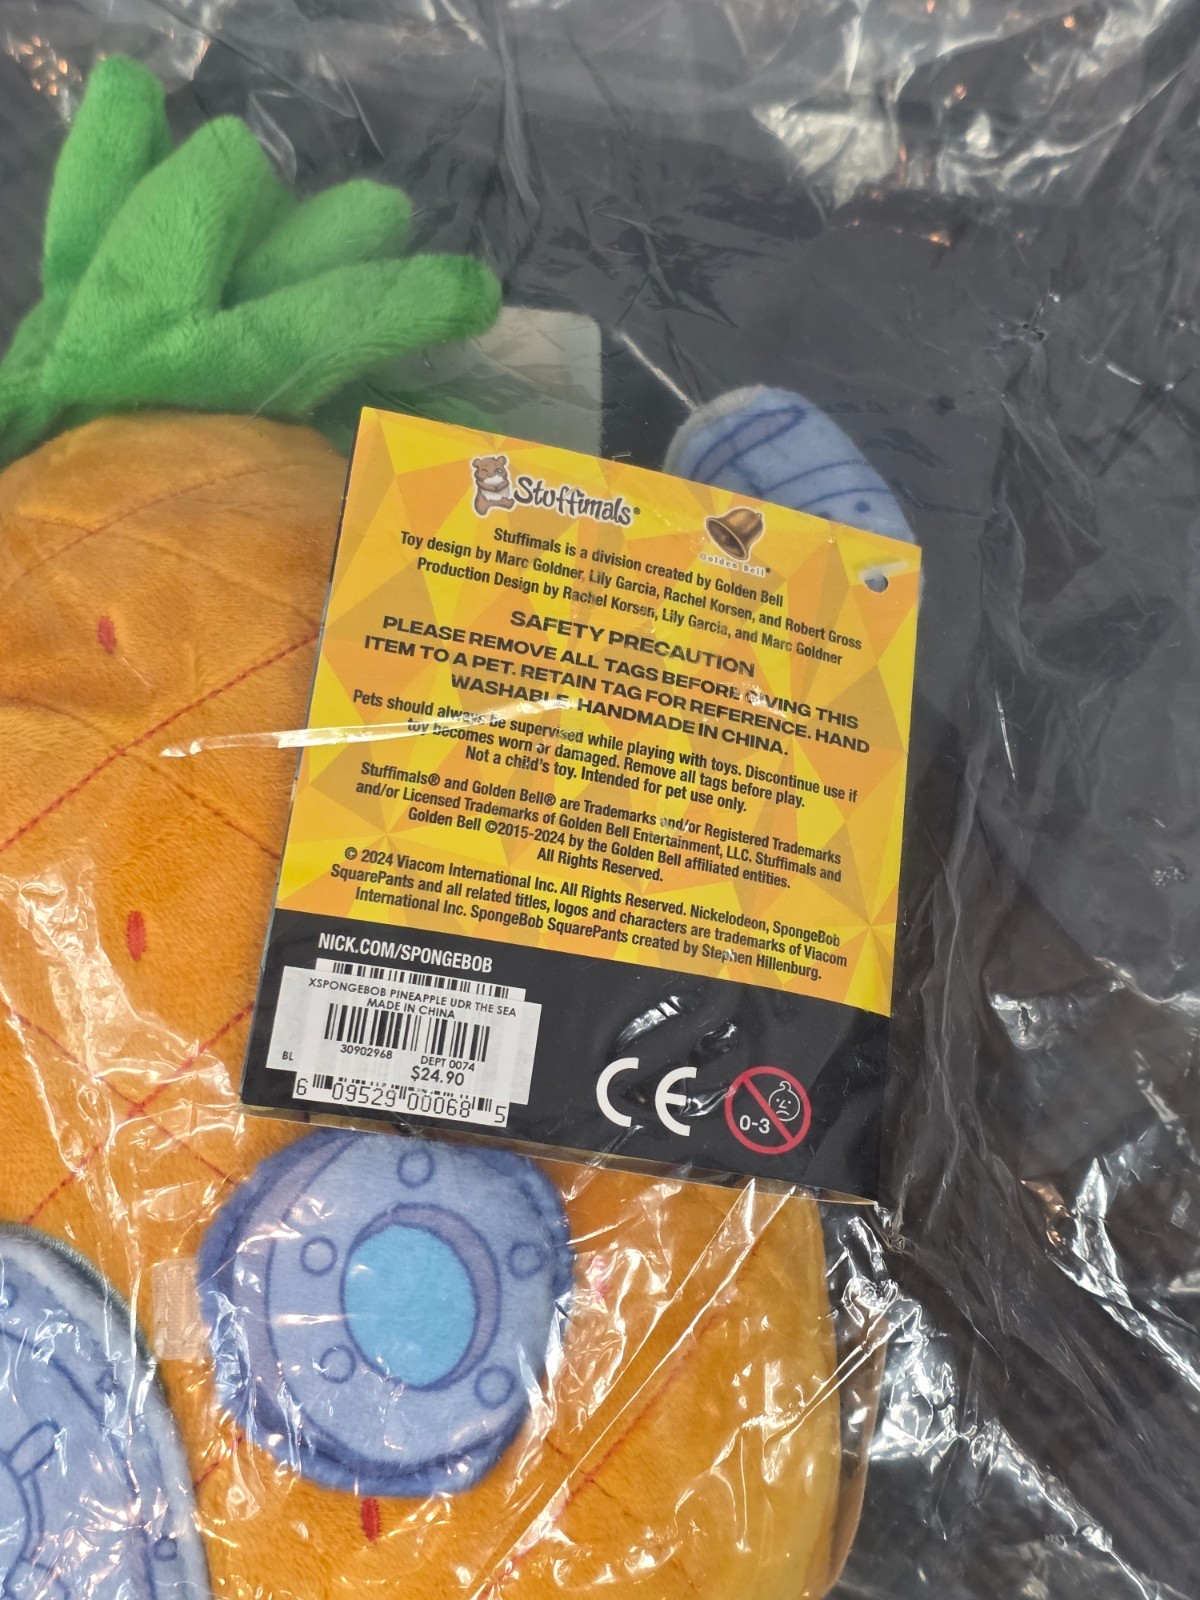 Stuffimals®
Golden Bell®
Stuffimals is a division created by Golden Bell
Toy design by Marc Goldner, Lily Garcia, Rachel Korsen, and Robert Gross
Production Design by Rachel Korsen, Lily Garcia, and Marc Goldner
SAFETY PRECAUTION
PLEASE REMOVE ALL TAGS BEFORE GIVING THIS
ITEM TO A PET. RETAIN TAG FOR REFERENCE. HAND
WASHABLE. HANDMADE IN CHINA.
Pets should always be supervised while playing with toys. Discontinue use if
toy becomes worn or damaged. Remove all tags before play.
Not a child's toy. Intended for pet use only.
Stuffimals® and Golden Bell® are Trademarks and/or Registered Trademarks
and/or Licensed Trademarks of Golden Bell Entertainment, LLC. Stuffimals and
Golden Bell ©2015-2024 by the Golden Bell affiliated entities.
All Rights Reserved.
© 2024 Viacom International Inc. All Rights Reserved. Nickelodeon, SpongeBob
SquarePants and all related titles, logos and characters are trademarks of Viacom
International Inc. SpongeBob SquarePants created by Stephen Hillenburg.
NICK.COM/SPONGEBOB
XSPONGEBOB PINEAPPLE UDR THE SEA
MADE IN CHINA
30902968
BL DEPT 0074
$24.90
6 09529 00068 5
CE
0-3